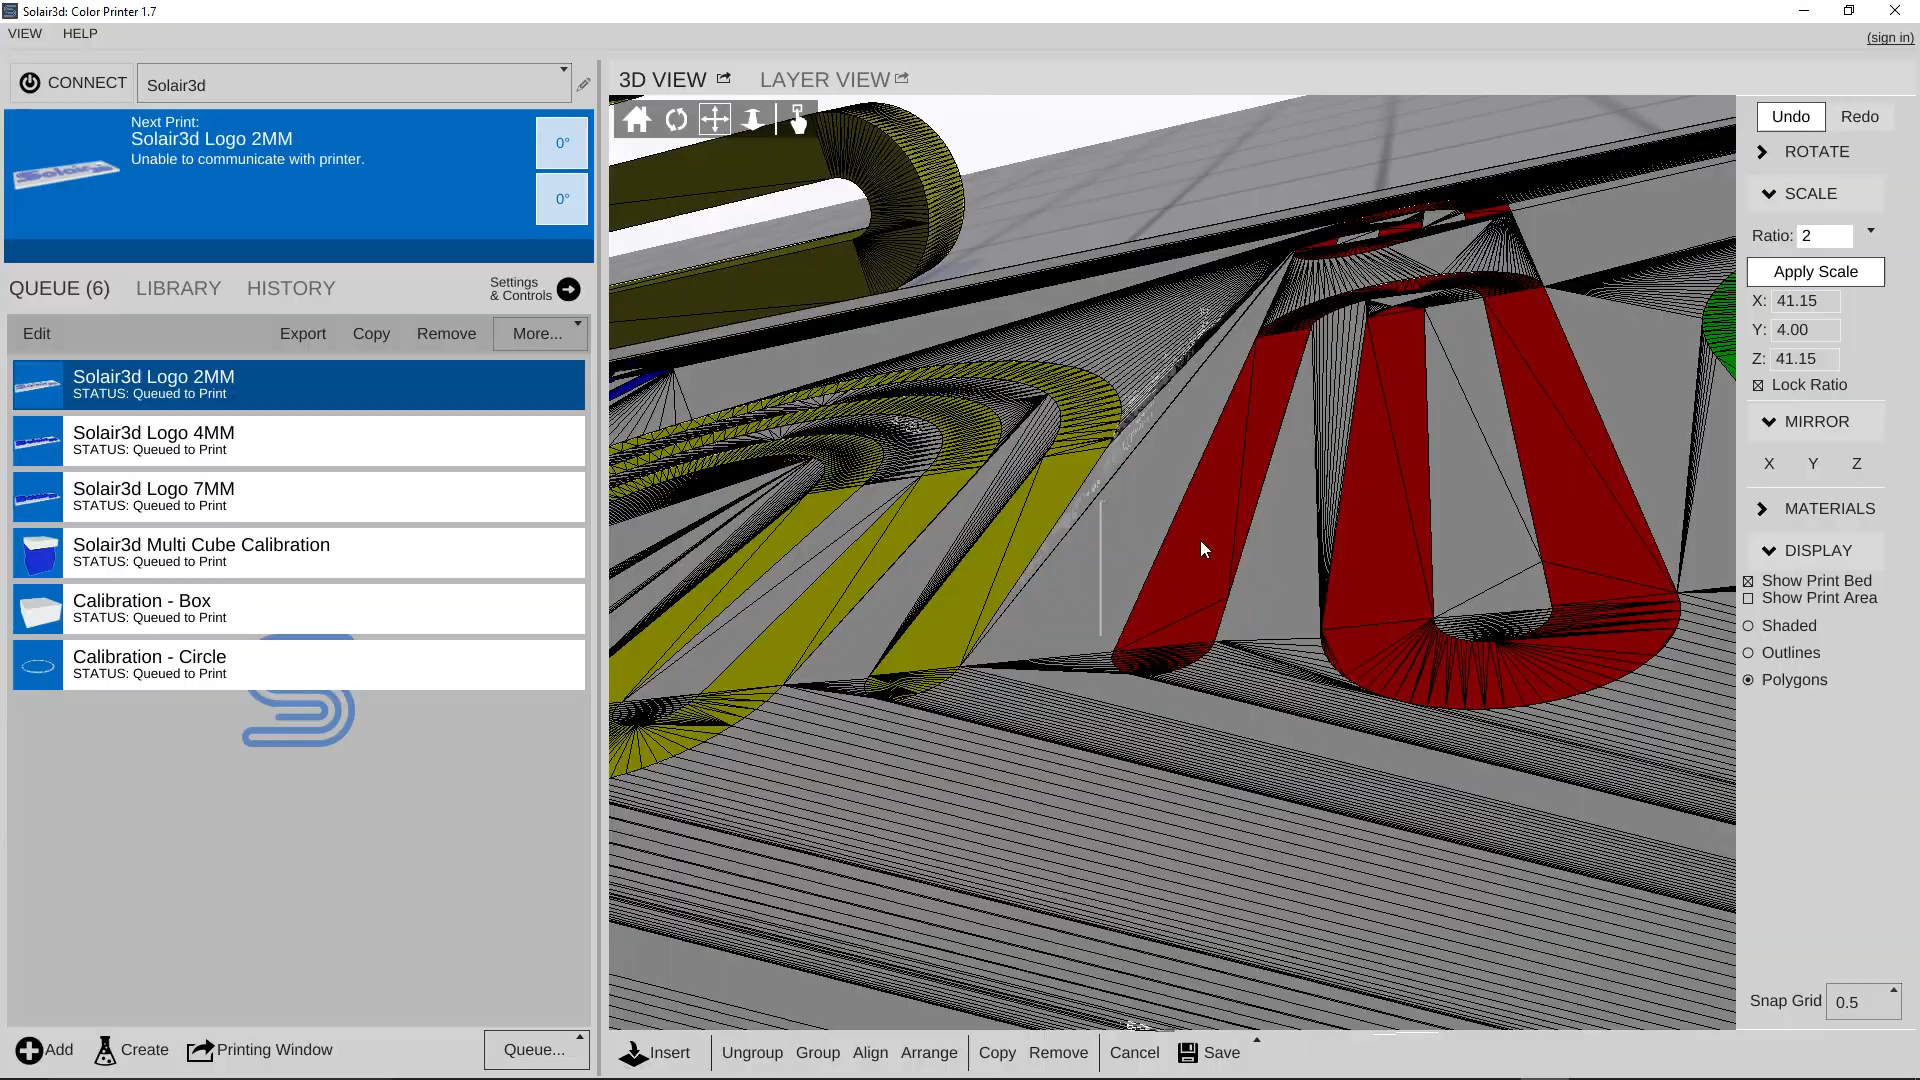 Solair3d: Color Printer 1.7
VIEW HELP
(sign in)
CONNECT
Solair3d
Next Print:
Solair3d Logo 2MM
Unable to communicate with printer.
0°
0°
QUEUE (6) LIBRARY HISTORY
Settings
& Controls
Edit Export Copy Remove More...
Solair3d Logo 2MM
STATUS: Queued to Print
Solair3d Logo 4MM
STATUS: Queued to Print
Solair3d Logo 7MM
STATUS: Queued to Print
Solair3d Multi Cube Calibration
STATUS: Queued to Print
Calibration - Box
STATUS: Queued to Print
Calibration - Circle
STATUS: Queued to Print
Add Create Printing Window Queue...
3D VIEW LAYER VIEW
Undo Redo
ROTATE
SCALE
Ratio: 2
Apply Scale
X: 41.15
Y: 4.00
Z: 41.15
Lock Ratio
MIRROR
X Y Z
MATERIALS
DISPLAY
Show Print Bed
Show Print Area
Shaded
Outlines
Polygons
Snap Grid 0.5
Insert Ungroup Group Align Arrange Copy Remove Cancel Save